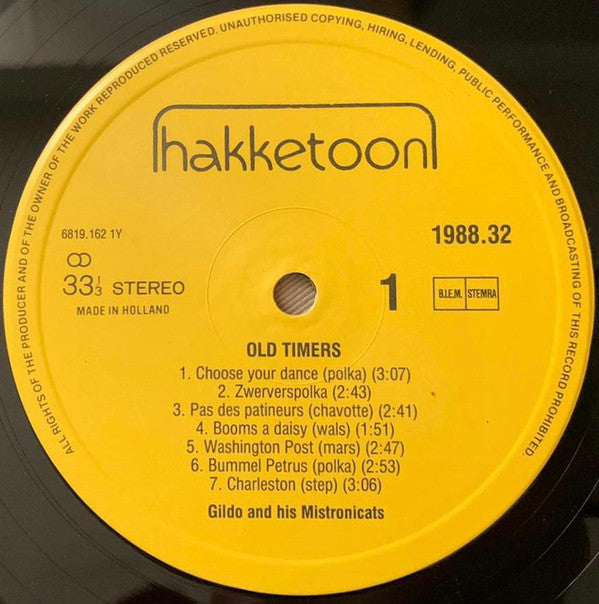 ALL RIGHTS OF THE PRODUCER AND OF THE OWNER OF THE WORK REPRODUCED RESERVED. UNAUTHORISED COPYING, HIRING, LENDING, PUBLIC PERFORMANCE AND BROADCASTING OF THIS RECORD PROHIBITED.
hakketoon
6819.162 1Y
1988.32
33 1/3 STEREO
MADE IN HOLLAND
1
B.I.E.M. STEMRA
OLD TIMERS
1. Choose your dance (polka) (3:07)
2. Zwerverspolka (2:43)
3. Pas des patineurs (chavotte) (2:41)
4. Booms a daisy (wals) (1:51)
5. Washington Post (mars) (2:47)
6. Bummel Petrus (polka) (2:53)
7. Charleston (step) (3:06)
Gildo and his Mistronicats